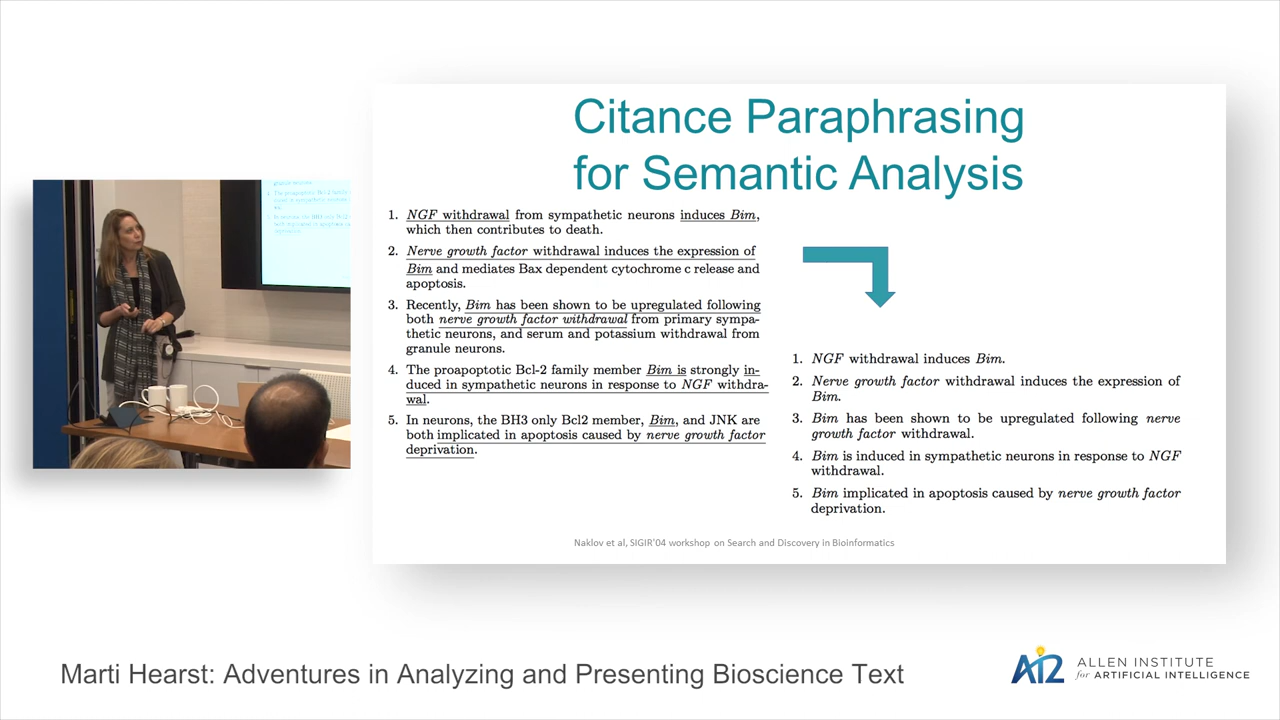 Citance Paraphrasing
for Semantic Analysis
1. NGF withdrawal from sympathetic neurons induces Bim,
which then contributes to death.
2. Nerve growth factor withdrawal induces the expression of
Bim and mediates Bax dependent cytochrome c release and
apoptosis.
3. Recently, Bim has been shown to be upregulated following
both nerve growth factor withdrawal from primary sympa-
thetic neurons, and serum and potassium withdrawal from
granule neurons.
4. The proapoptotic Bcl-2 family member Bim is strongly in-
duced in sympathetic neurons in response to NGF withdra-
wal.
5. In neurons, the BH3 only Bcl2 member, Bim, and JNK are
both implicated in apoptosis caused by nerve growth factor
deprivation.
1. NGF withdrawal induces Bim.
2. Nerve growth factor withdrawal induces the expression of
Bim.
3. Bim has been shown to be upregulated following nerve
growth factor withdrawal.
4. Bim is induced in sympathetic neurons in response to NGF
withdrawal.
5. Bim implicated in apoptosis caused by nerve growth factor
deprivation.
Naklov et al, SIGIR'04 workshop on Search and Discovery in Bioinformatics
Marti Hearst: Adventures in Analyzing and Presenting Bioscience Text
AI2
ALLEN INSTITUTE
for ARTIFICIAL INTELLIGENCE